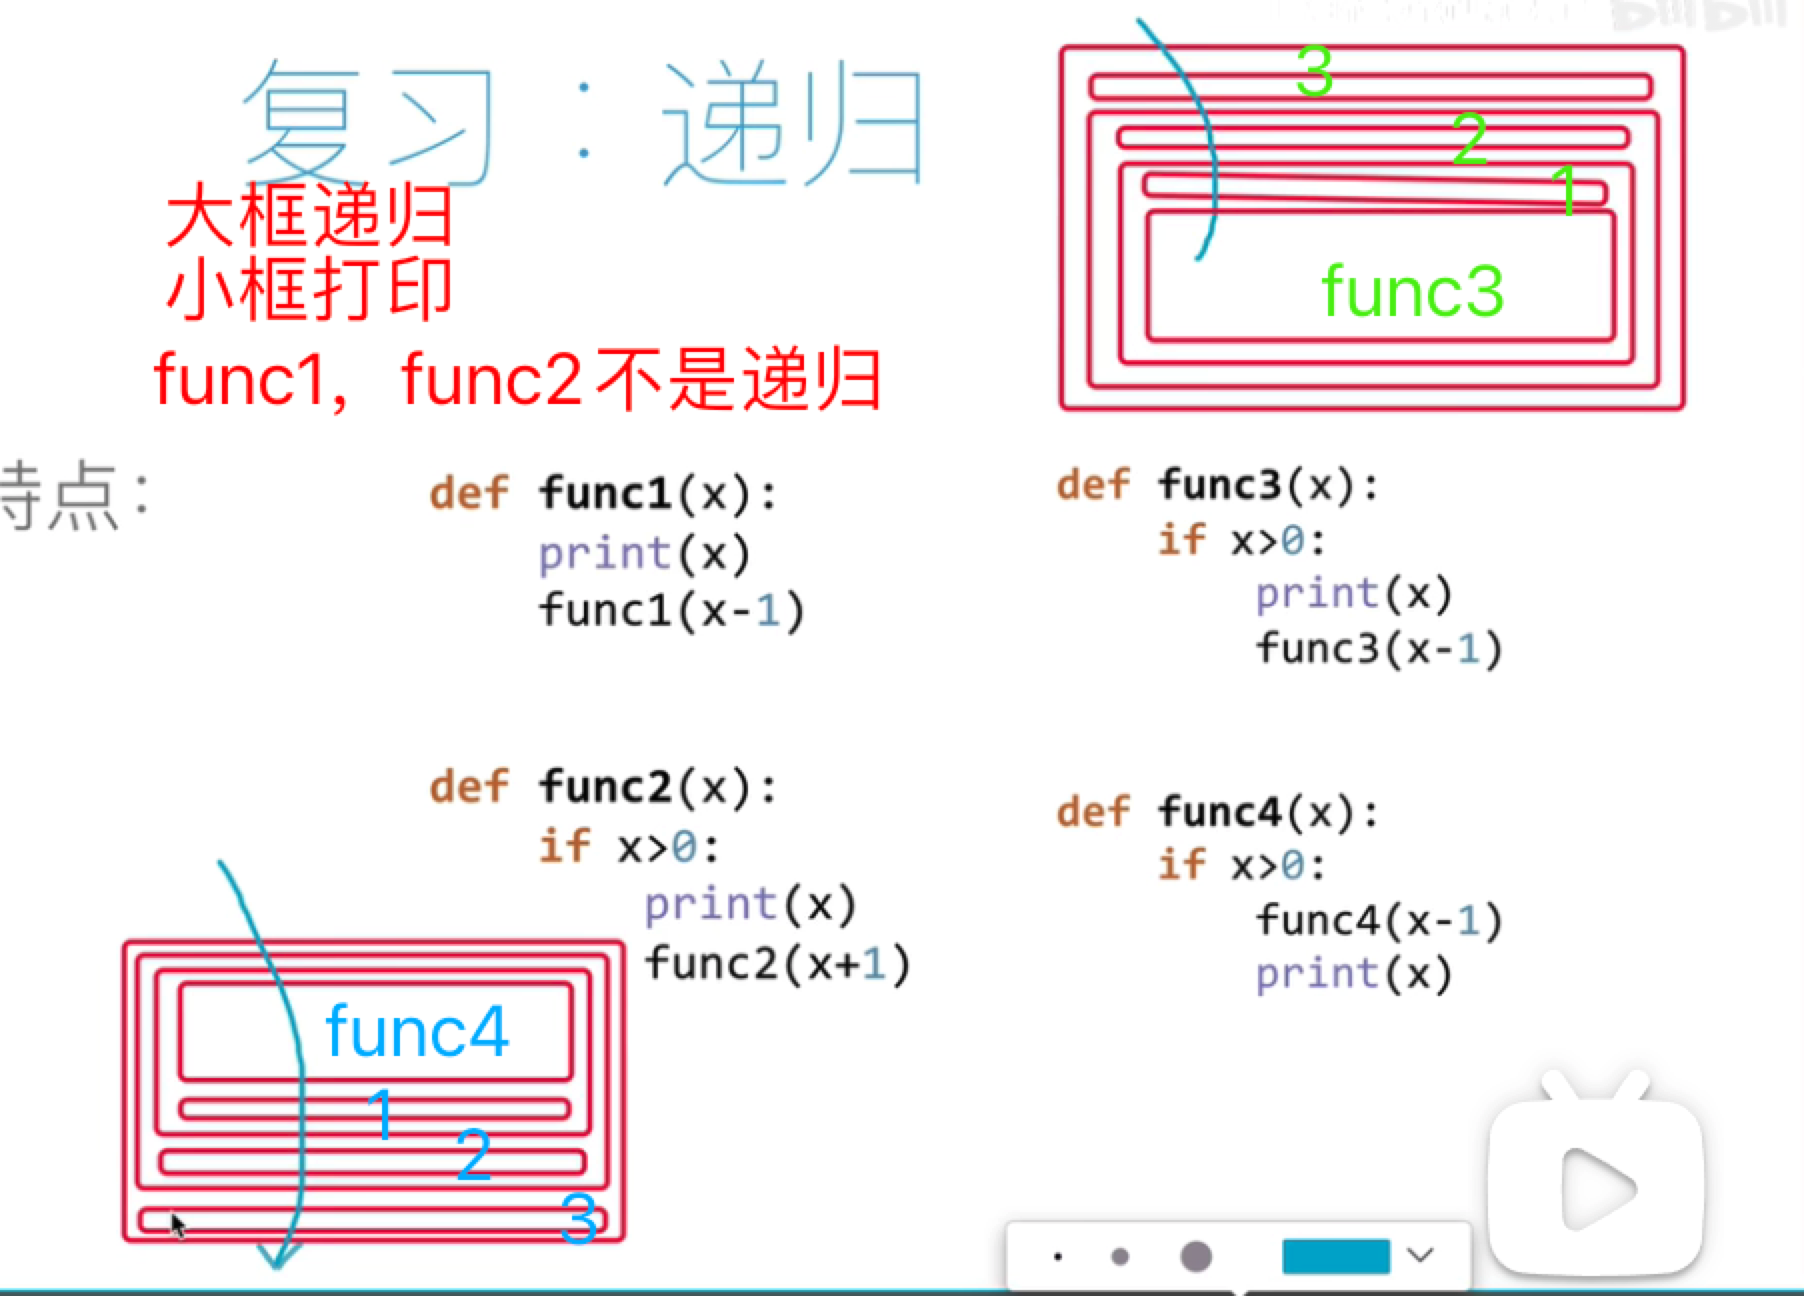 复习：递归
大框递归
小框打印
func1，func2不是递归
3
2
1
func3
特点：
def func1(x):
print(x)
func1(x-1)
def func2(x):
if x>0:
print(x)
func2(x+1)
def func3(x):
if x>0:
print(x)
func3(x-1)
def func4(x):
if x>0:
func4(x-1)
print(x)
func4
1
2
3